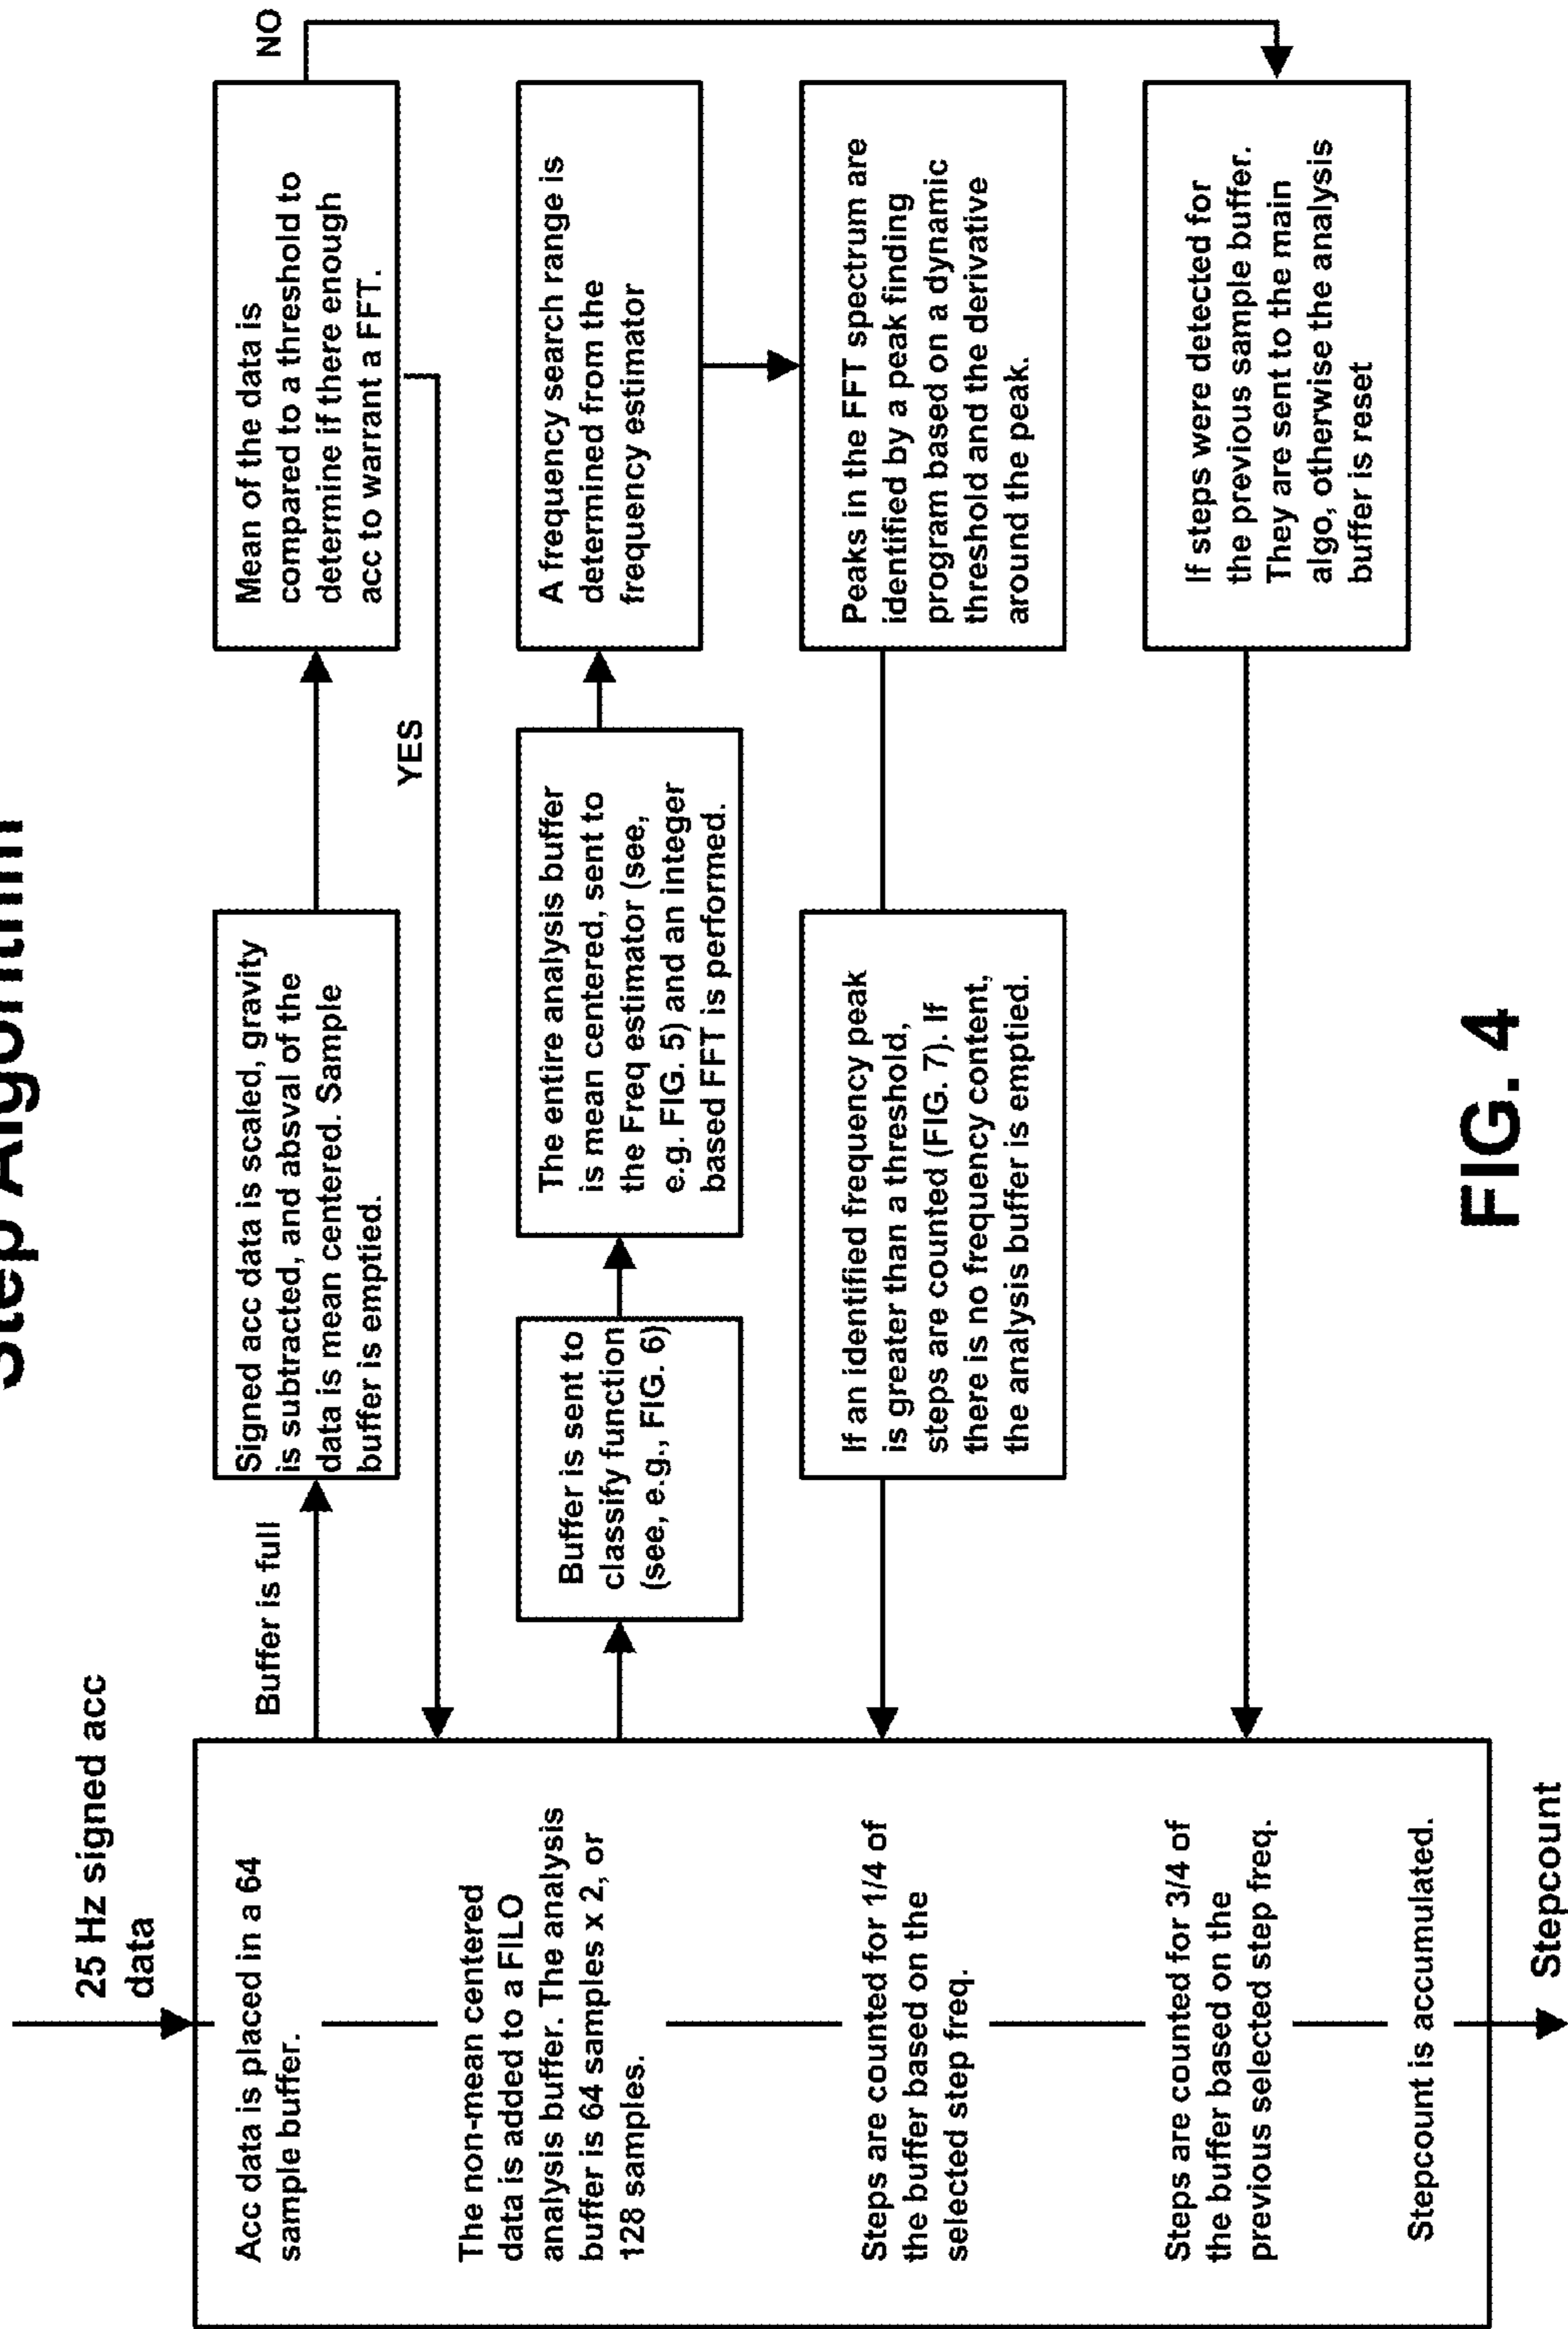 Step Algorithm
25 Hz signed acc
data
Acc data is placed in a 64
sample buffer.
The non-mean centered
data is added to a FILO
analysis buffer. The analysis
buffer is 64 samples x 2, or
128 samples.
Steps are counted for 1/4 of
the buffer based on the
selected step freq.
Steps are counted for 3/4 of
the buffer based on the
previous selected step freq.
Stepcount is accumulated.
Stepcount
Buffer is full
Signed acc data is scaled, gravity
is subtracted, and absval of the
data is mean centered. Sample
buffer is emptied.
Mean of the data is
compared to a threshold to
determine if there enough
acc to warrant a FFT.
NO
YES
Buffer is sent to
classify function
(see, e.g., FIG. 6)
The entire analysis buffer
is mean centered, sent to
the Freq estimator (see,
e.g. FIG. 5) and an integer
based FFT is performed.
A frequency search range is
determined from the
frequency estimator
If an identified frequency peak
is greater than a threshold,
steps are counted (FIG. 7). If
there is no frequency content,
the analysis buffer is emptied.
Peaks in the FFT spectrum are
identified by a peak finding
program based on a dynamic
threshold and the derivative
around the peak.
If steps were detected for
the previous sample buffer.
They are sent to the main
algo, otherwise the analysis
buffer is reset
FIG. 4